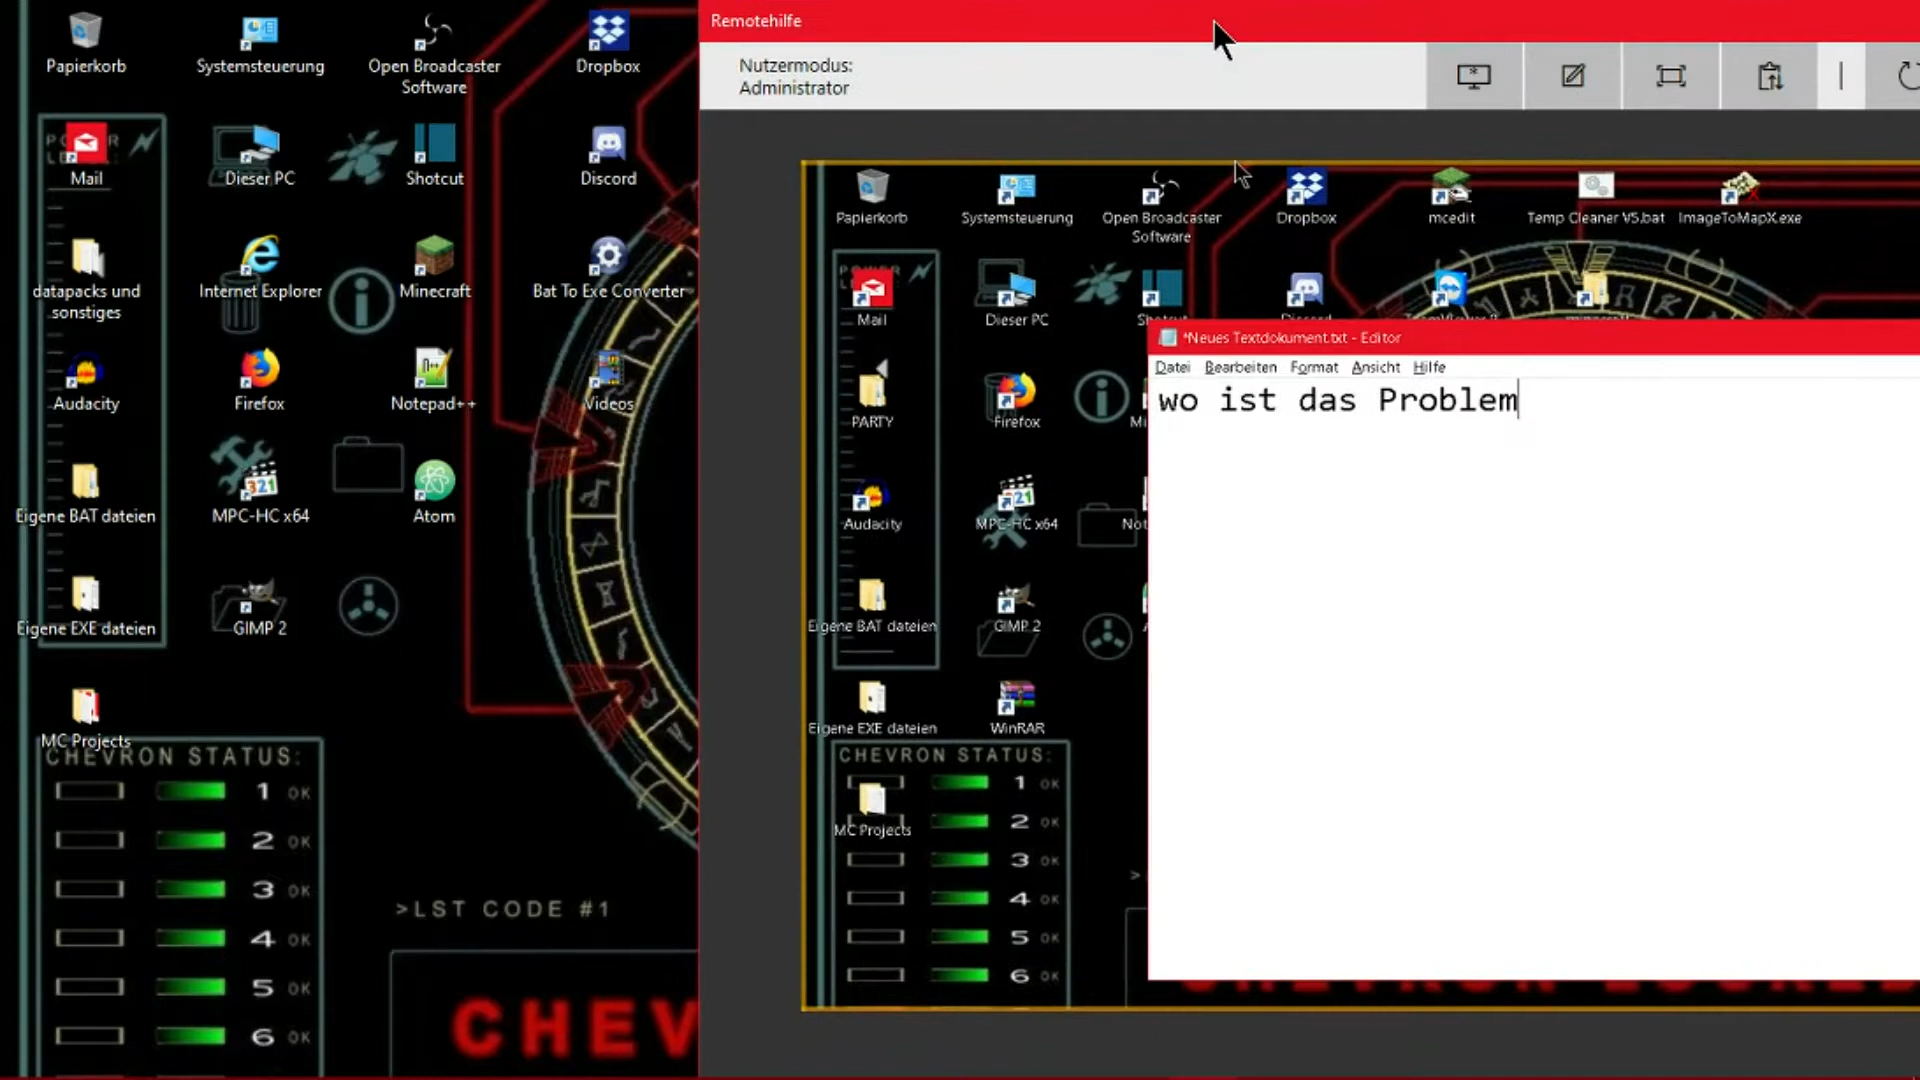 Papierkorb
Systemsteuerung
Open Broadcaster
Software
Dropbox
Mail
Dieser PC
Shotcut
Discord
datapacks und
sonstiges
Internet Explorer
Minecraft
Bat To Exe Converter
Audacity
Firefox
Notepad++
Videos
Eigene BAT dateien
MPC-HC x64
Atom
Eigene EXE dateien
GIMP 2
MC Projects
CHEVRON STATUS:
1 OK
2 OK
3 OK
4 OK
5 OK
6 OK
>LST CODE #1
CHEV
Remotehilfe
Nutzermodus:
Administrator
Papierkorb
Systemsteuerung
Open Broadcaster
Software
Dropbox
mcedit
Temp Cleaner V5.bat
ImageToMapX.exe
Mail
Dieser PC
PARTY
Firefox
Audacity
MPC-HC x64
Not
Eigene BAT dateien
GIMP 2
Eigene EXE dateien
WinRAR
CHEVRON STATUS:
MC Projects
1 OK
2 OK
3 OK
4 OK
5 OK
6 OK
>
*Neues Textdokument.txt - Editor
Datei Bearbeiten Format Ansicht Hilfe
wo ist das Problem